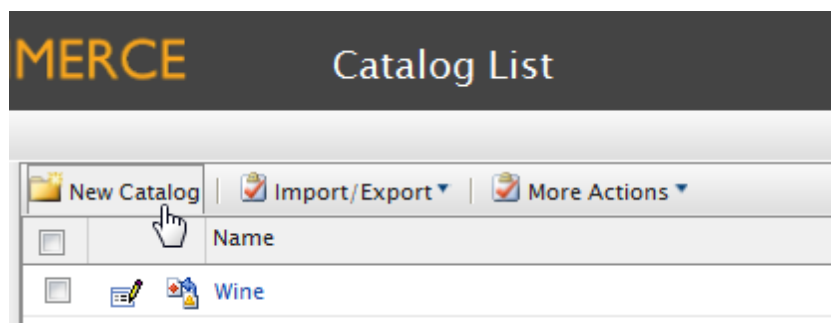 MERCE Catalog List
New Catalog Import/Export More Actions
Name
Wine